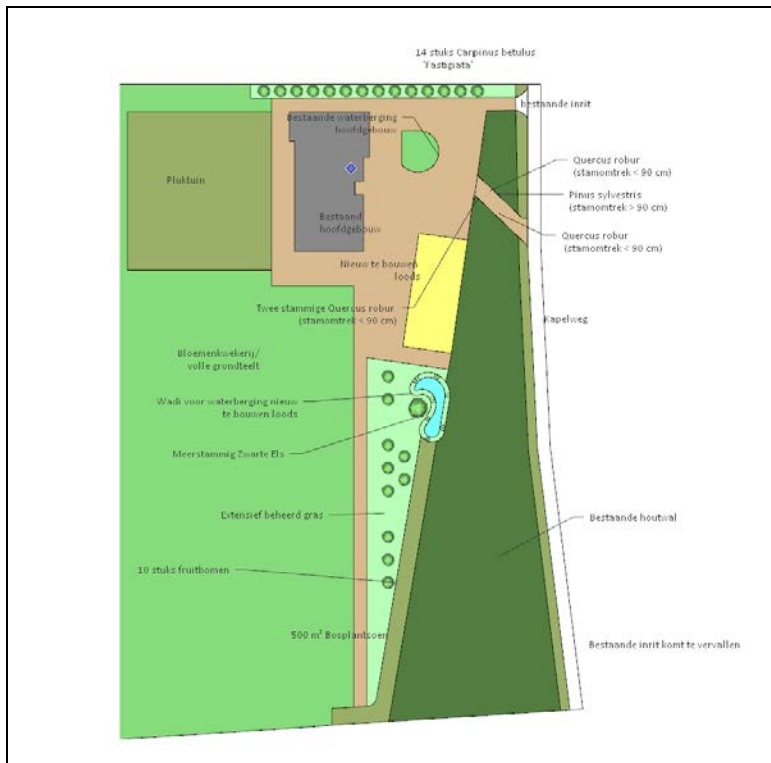 14 stuks Carpinus betulus
'Fastigiata'
bestaande inrit
Bestaande waterberging
hoofdgebouw
Quercus robur
(stamomtrek < 90 cm)
Pinus sylvestris
(stamomtrek > 90 cm)
Quercus robur
(stamomtrek < 90 cm)
Pluktuin
Bestaand
hoofdgebouw
Nieuw te bouwen
loods
Twee stammige Quercus robur
(stamomtrek < 90 cm)
Kapelweg
Bloemenkwekerij/
volle grondteelt
Wadi voor waterberging nieuw
te bouwen loods
Meerstammig Zwarte Els
Extensief beheerd gras
Bestaande houtwal
10 stuks fruitbomen
500 m² Bosplantsoen
Bestaande inrit komt te vervallen